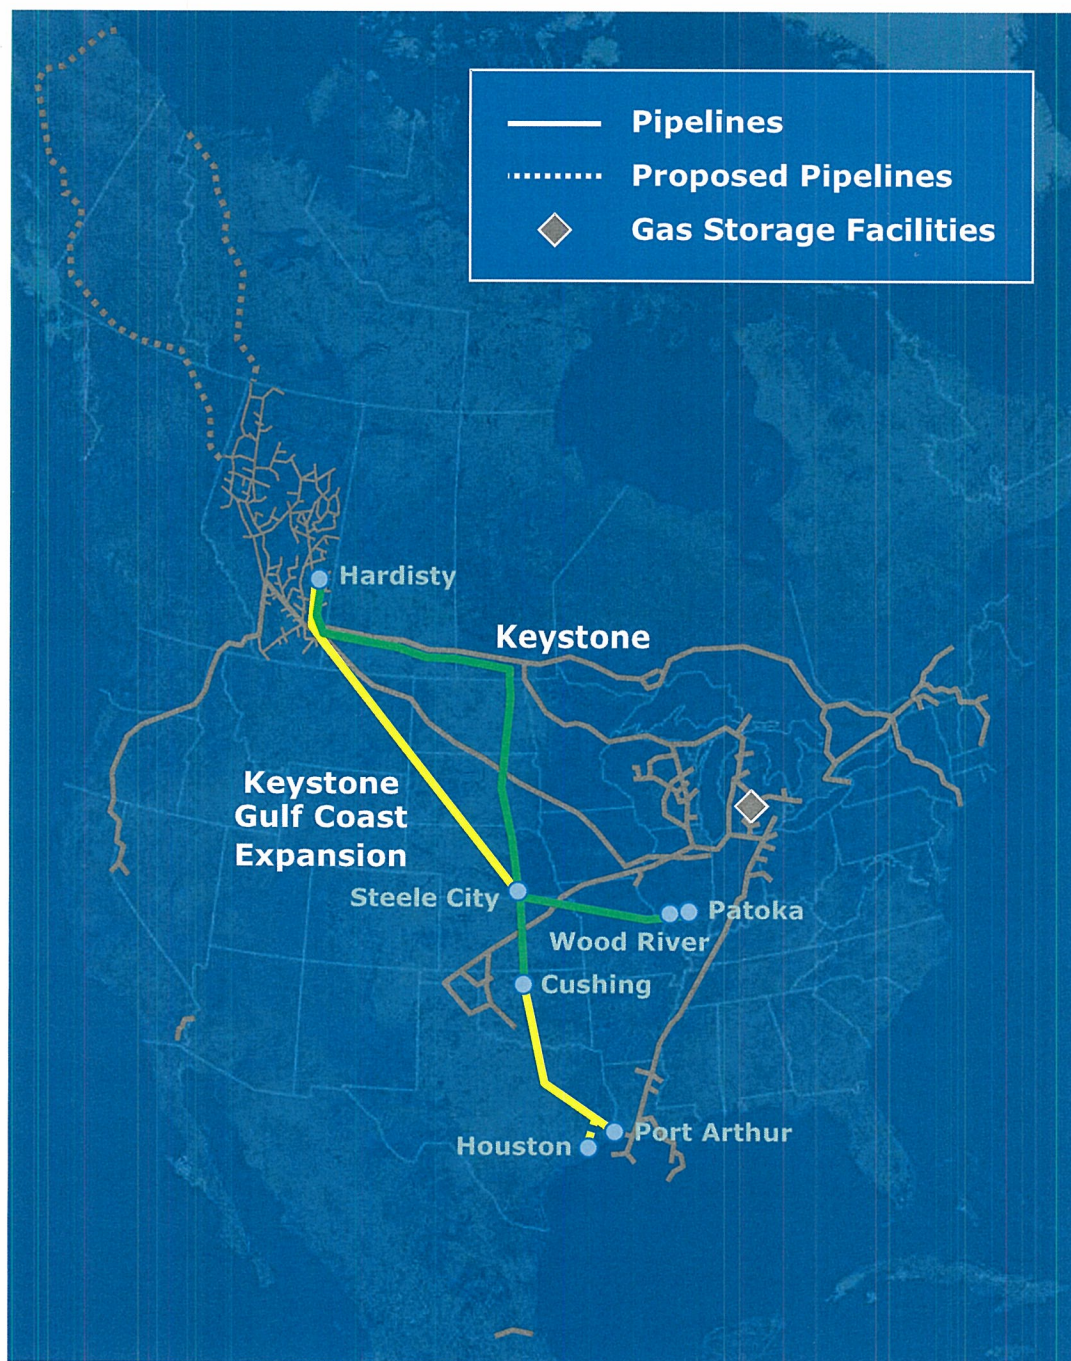 Pipelines
Proposed Pipelines
Gas Storage Facilities
Hardisty
Keystone
Keystone
Gulf Coast
Expansion
Steele City
Patoka
Wood River
Cushing
Port Arthur
Houston